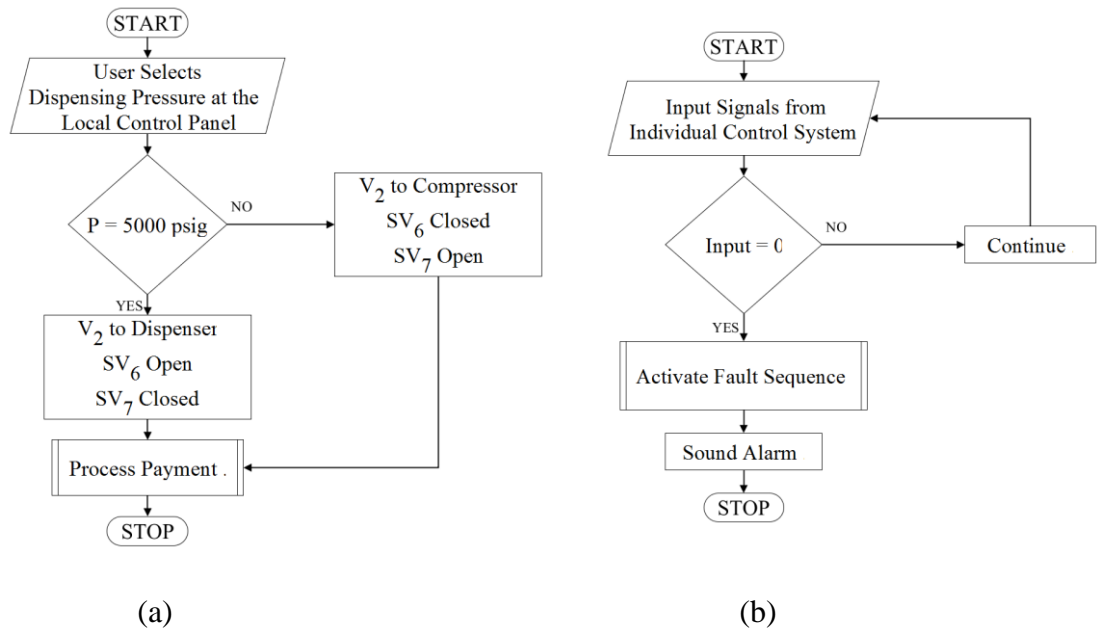 START
User Selects
Dispensing Pressure at the
Local Control Panel
P = 5000 psig
NO
V2 to Compressor
SV6 Closed
SV7 Open
YES
V2 to Dispenser
SV6 Open
SV7 Closed
Process Payment .
STOP
(a)
START
Input Signals from
Individual Control System
Input = 0
NO
Continue
YES
Activate Fault Sequence
Sound Alarm
STOP
(b)